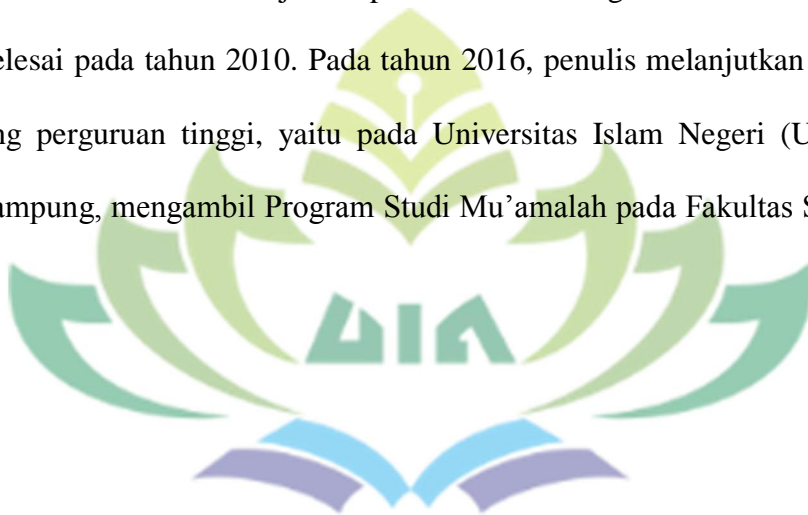 elesai pada tahun 2010. Pada tahun 2016, penulis melanjutkan
ng perguruan tinggi, yaitu pada Universitas Islam Negeri (U
ampung, mengambil Program Studi Mu’amalah pada Fakultas S
UIN